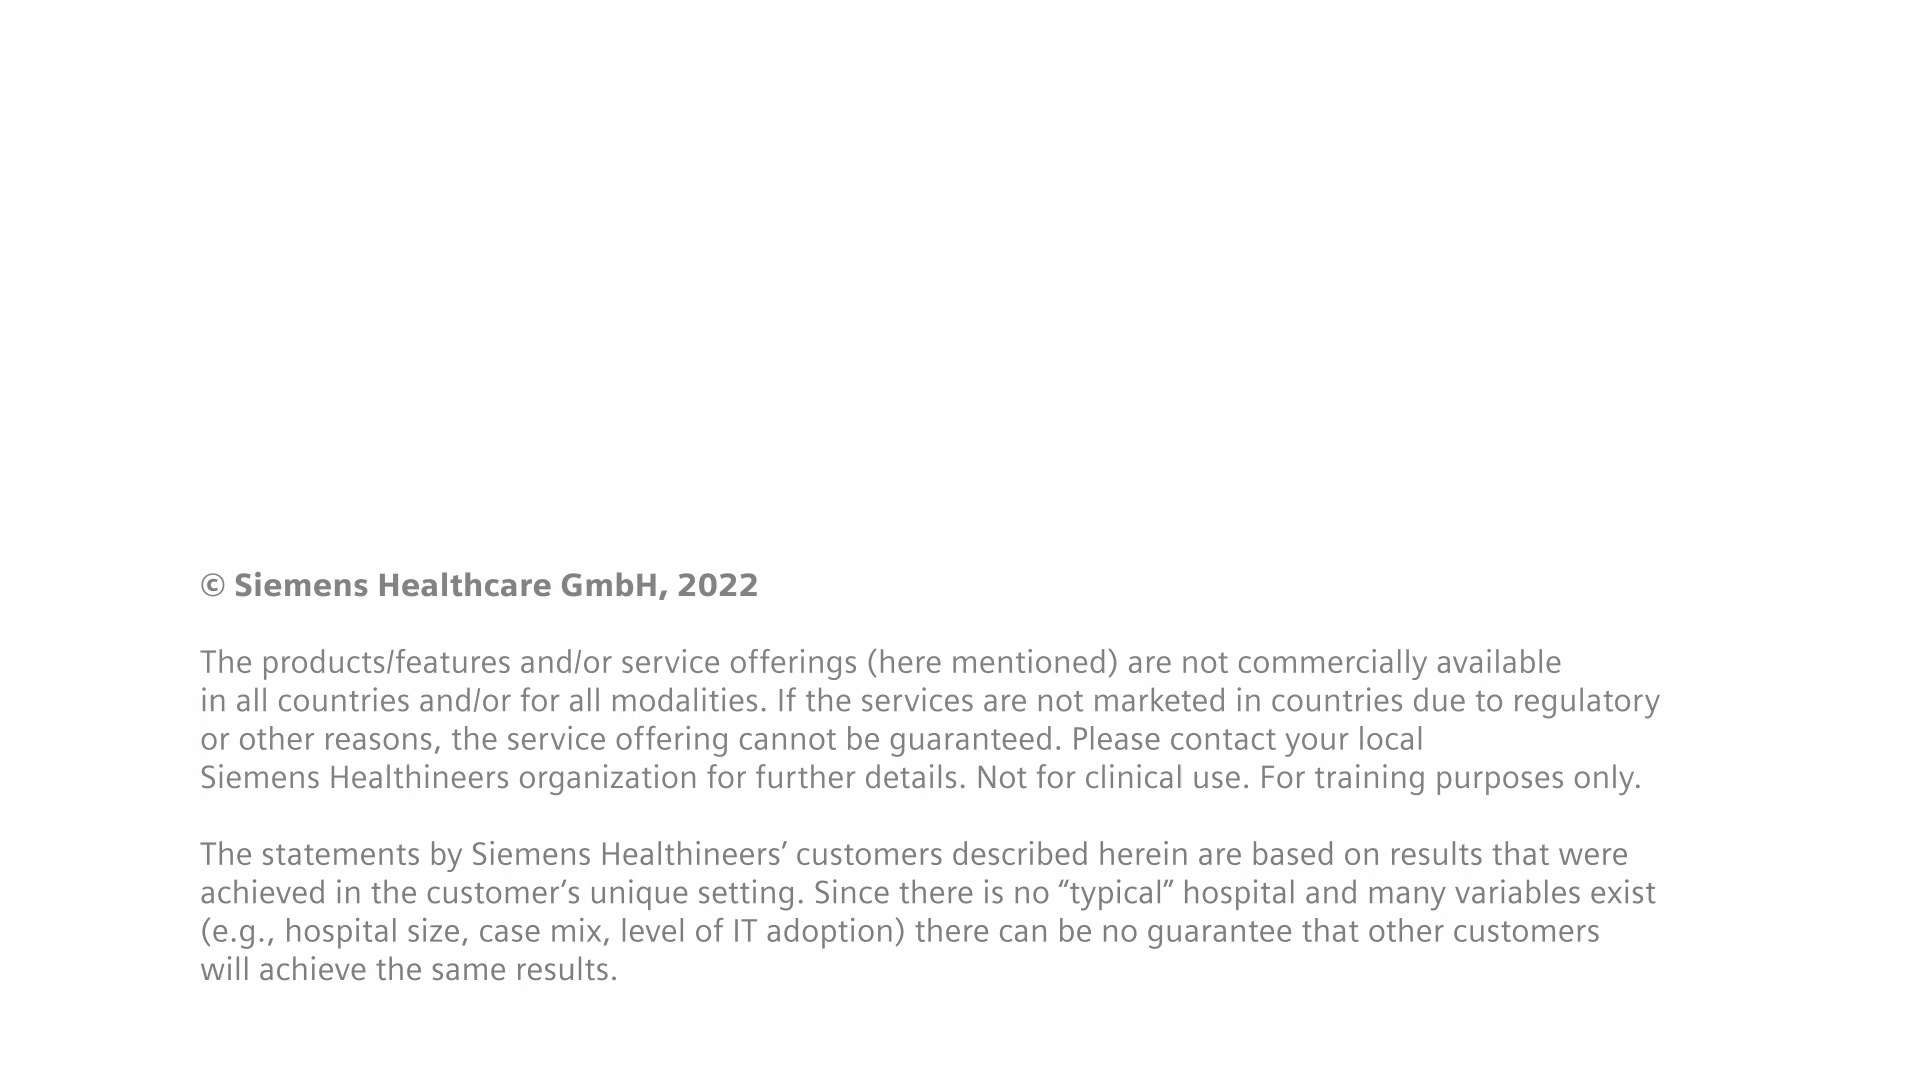 © Siemens Healthcare GmbH, 2022
The products/features and/or service offerings (here mentioned) are not commercially available
in all countries and/or for all modalities. If the services are not marketed in countries due to regulatory
or other reasons, the service offering cannot be guaranteed. Please contact your local
Siemens Healthineers organization for further details. Not for clinical use. For training purposes only.
The statements by Siemens Healthineers’ customers described herein are based on results that were
achieved in the customer’s unique setting. Since there is no “typical” hospital and many variables exist
(e.g., hospital size, case mix, level of IT adoption) there can be no guarantee that other customers
will achieve the same results.